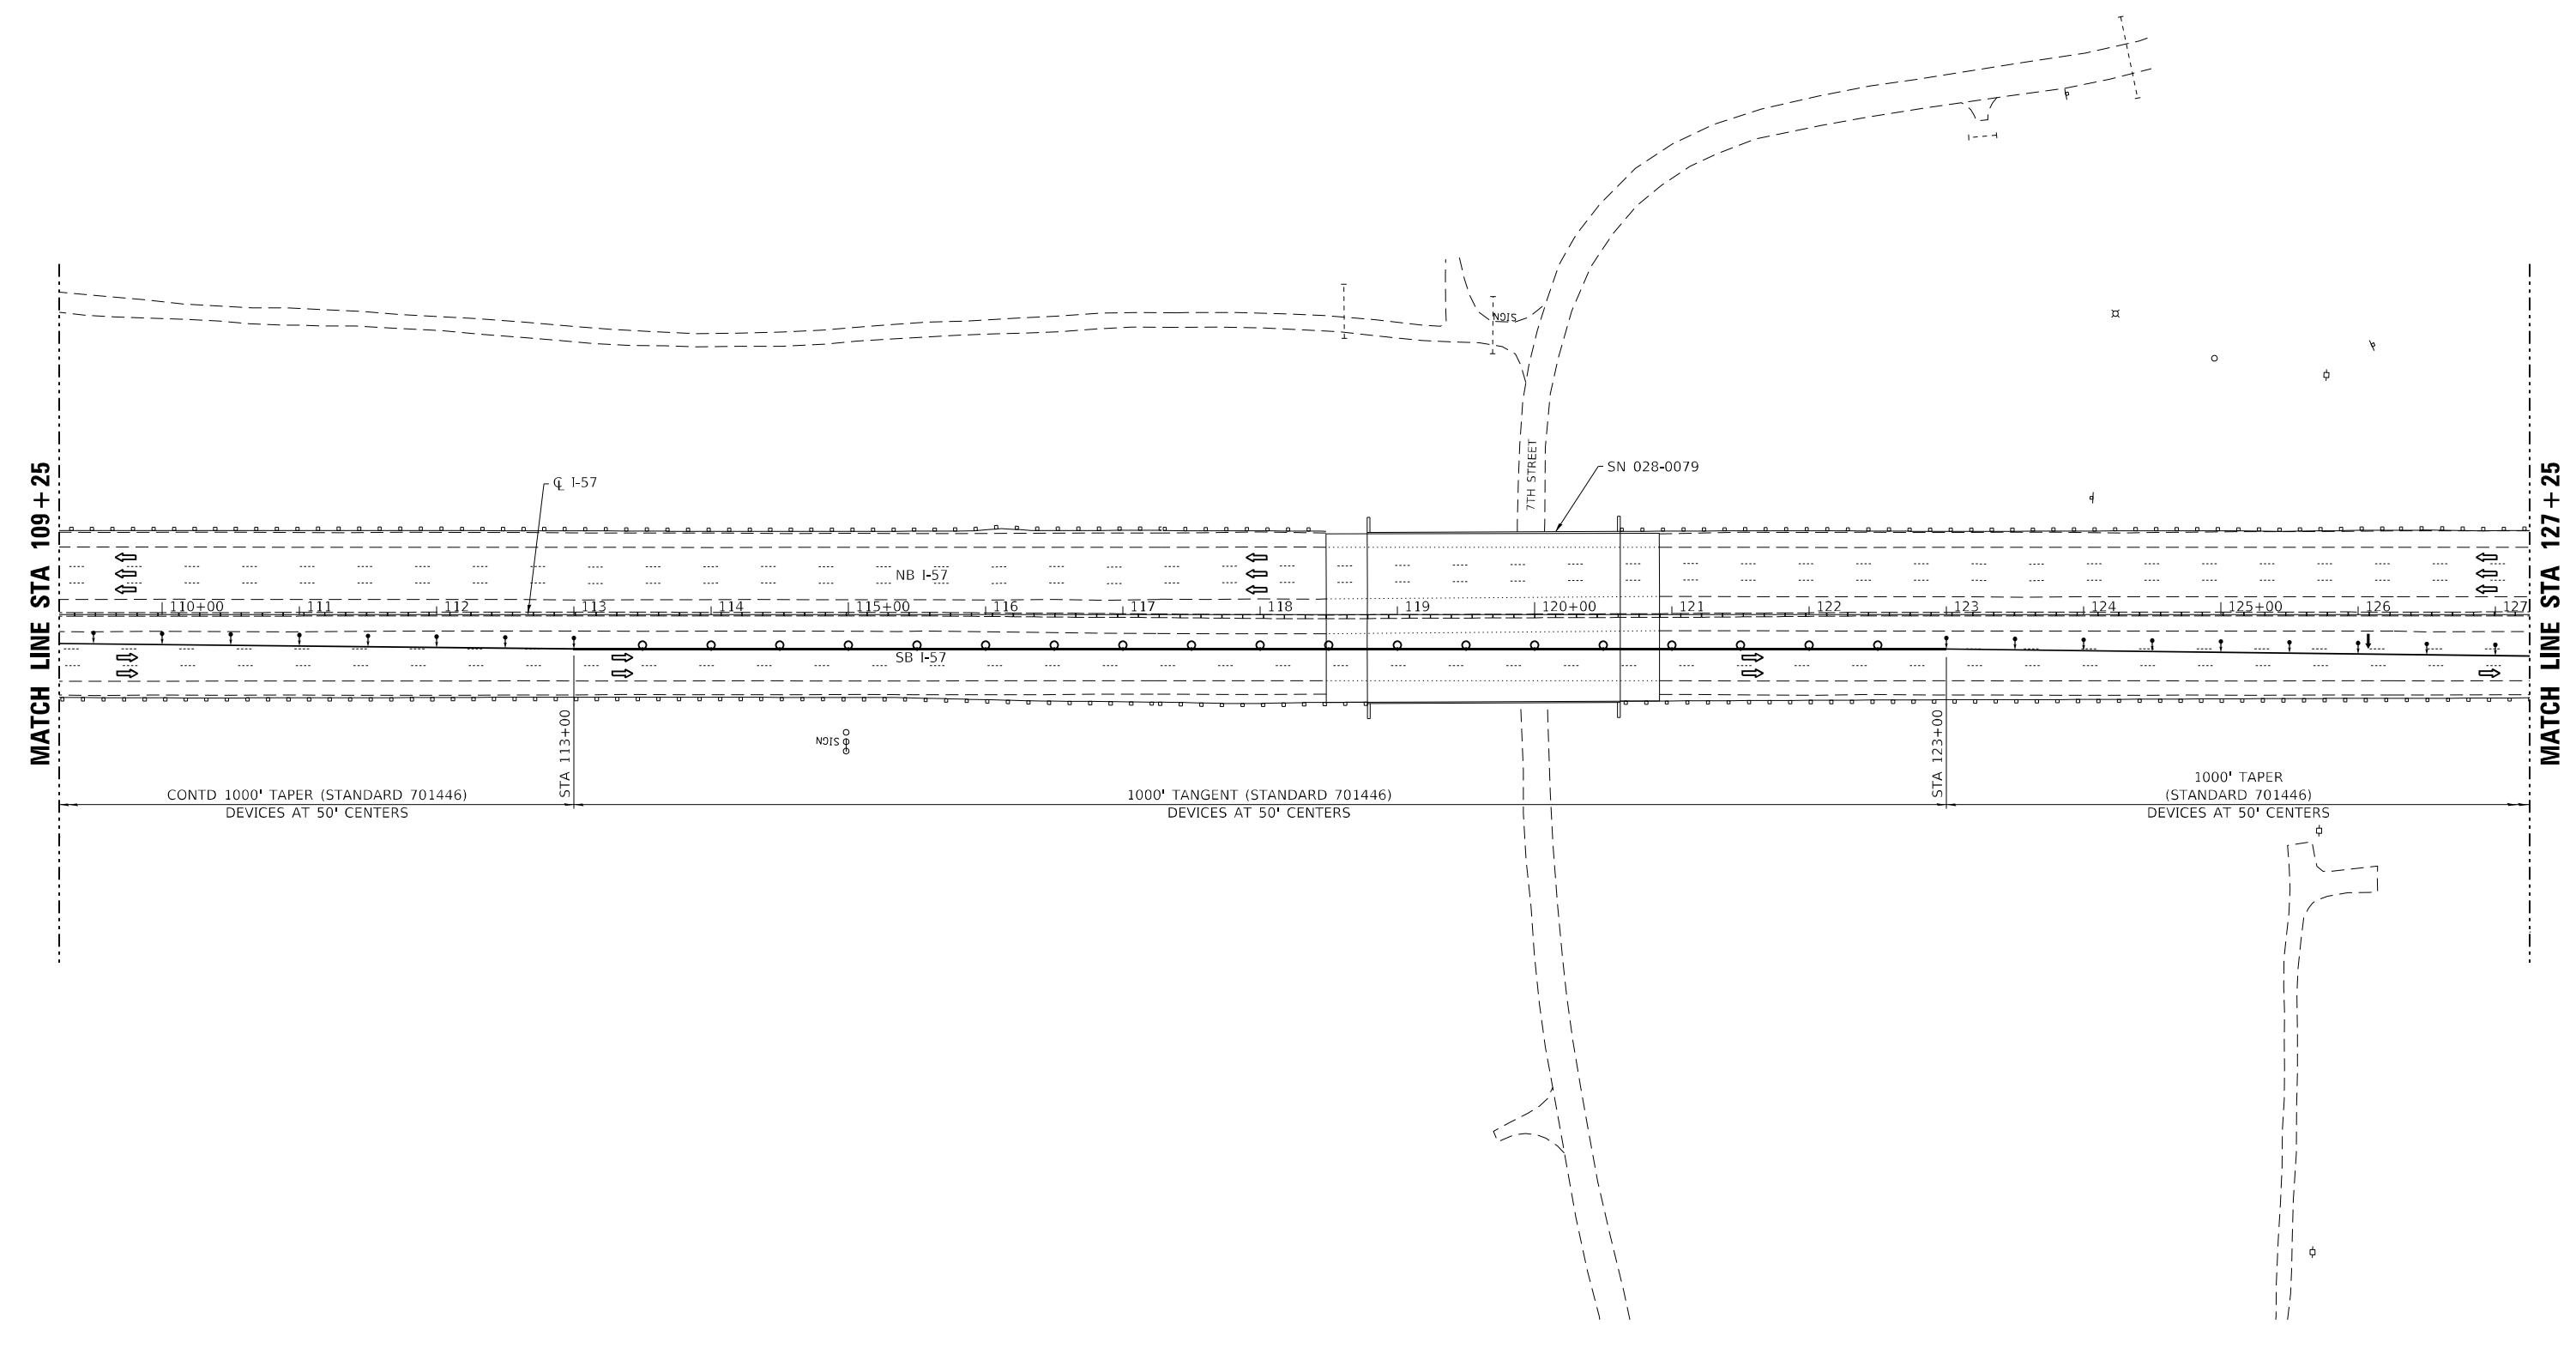 MATCH LINE STA 109+25
MATCH LINE STA 127+25
SIGN
7TH STREET
SN 028-0079
℄ I-57
NB I-57
110+00 111 112 113 114 115+00 116 117 118 119 120+00 121 122 123 124 125+00 126 127
SB I-57
SIGN
STA 113+00
STA 123+00
CONTD 1000' TAPER (STANDARD 701446)
DEVICES AT 50' CENTERS
1000' TANGENT (STANDARD 701446)
DEVICES AT 50' CENTERS
1000' TAPER
(STANDARD 701446)
DEVICES AT 50' CENTERS